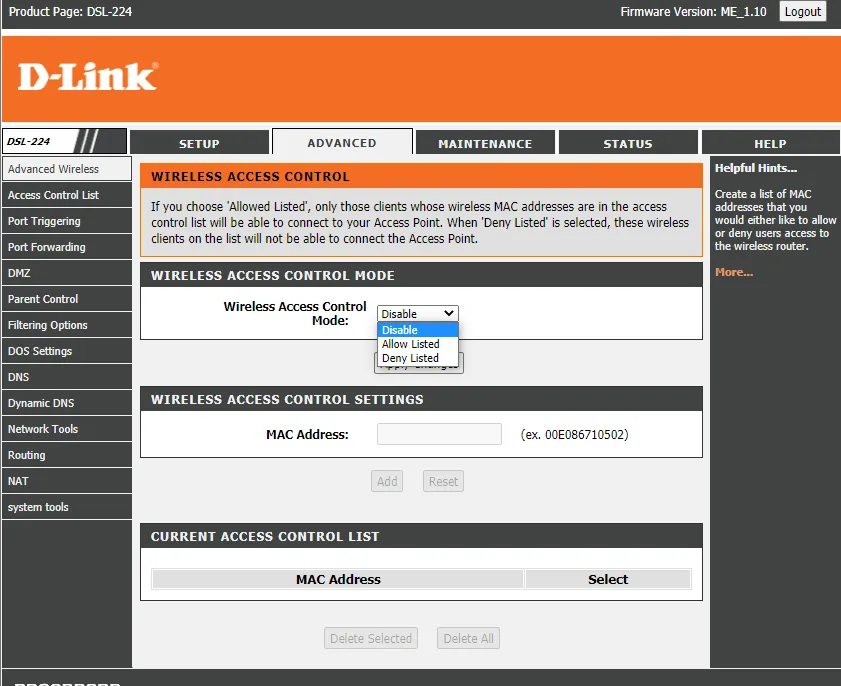 Product Page: DSL-224
Firmware Version: ME_1.10
Logout
D-Link®
DSL-224
SETUP
ADVANCED
MAINTENANCE
STATUS
HELP
Advanced Wireless
Access Control List
Port Triggering
Port Forwarding
DMZ
Parent Control
Filtering Options
DOS Settings
DNS
Dynamic DNS
Network Tools
Routing
NAT
system tools
WIRELESS ACCESS CONTROL
If you choose 'Allowed Listed', only those clients whose wireless MAC addresses are in the access
control list will be able to connect to your Access Point. When 'Deny Listed' is selected, these wireless
clients on the list will not be able to connect the Access Point.
WIRELESS ACCESS CONTROL MODE
Wireless Access Control
Mode:
Disable
Disable
Allow Listed
Deny Listed
WIRELESS ACCESS CONTROL SETTINGS
MAC Address:
(ex. 00E086710502)
Add
Reset
CURRENT ACCESS CONTROL LIST
MAC Address
Select
Delete Selected
Delete All
Helpful Hints...
Create a list of MAC
addresses that you
would either like to allow
or deny users access to
the wireless router.
More...